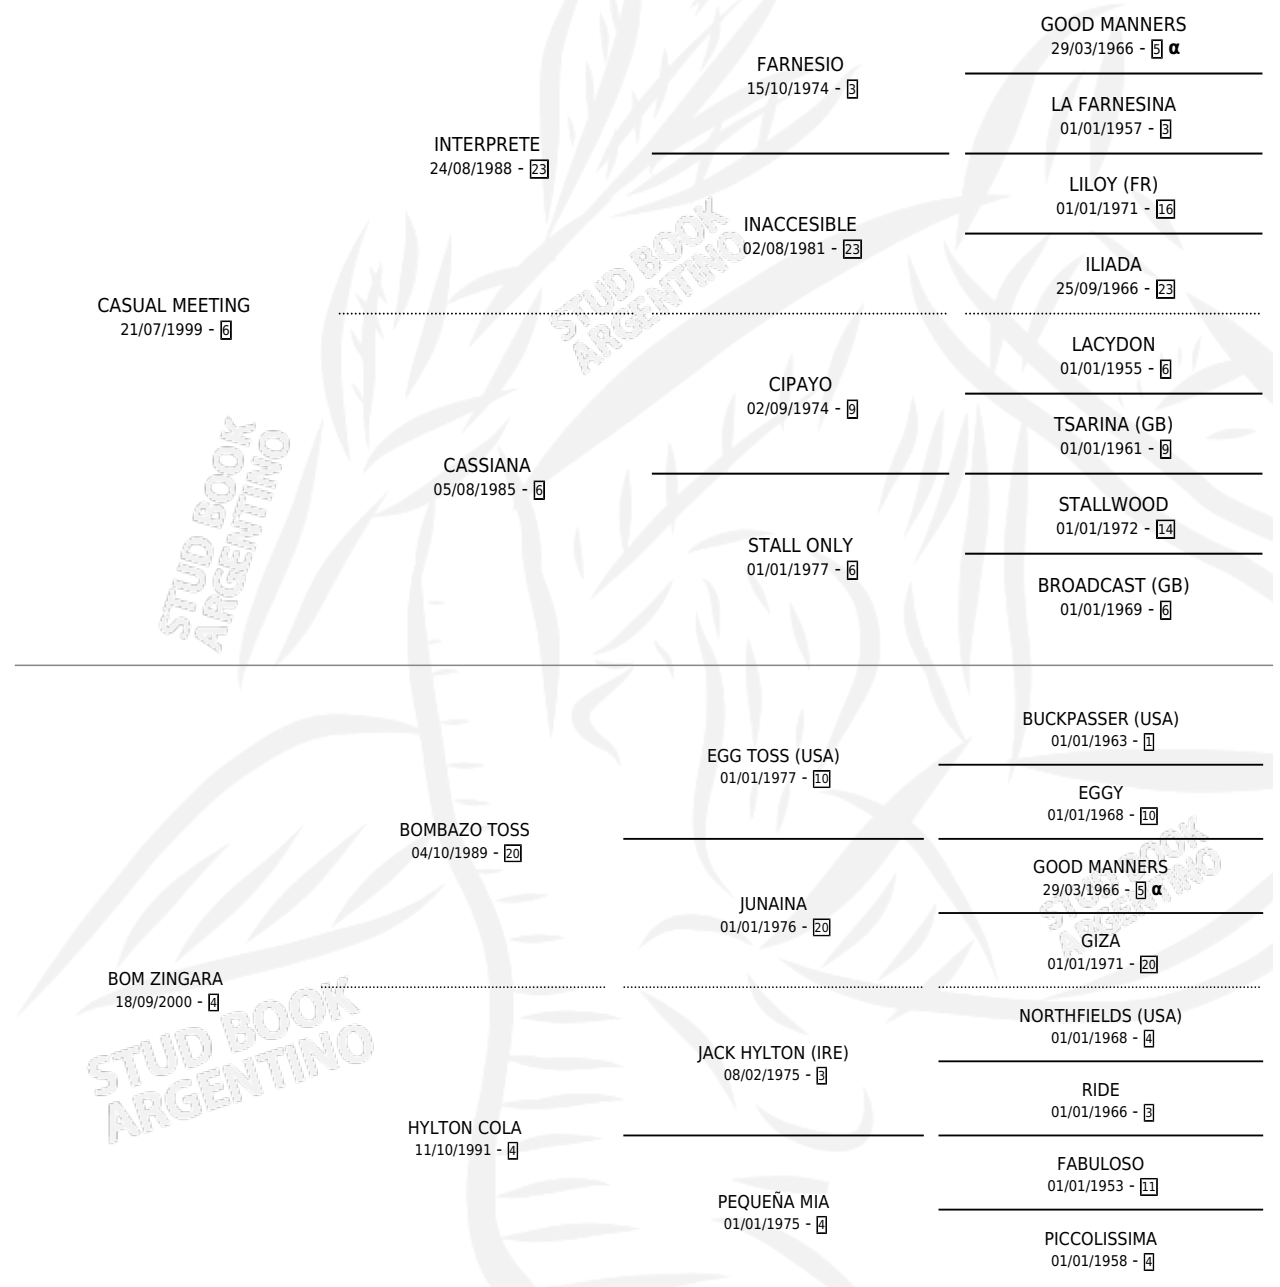 GOOD MANNERS
29/03/1966 - 5 α
FARNESIO
15/10/1974 - 3
LA FARNESINA
01/01/1957 - 3
INTERPRETE
24/08/1988 - 23
LILOY (FR)
01/01/1971 - 16
INACCESIBLE
02/08/1981 - 23
ILIADA
25/09/1966 - 23
CASUAL MEETING
21/07/1999 - 6
LACYDON
01/01/1955 - 6
CIPAYO
02/09/1974 - 9
TSARINA (GB)
01/01/1961 - 9
CASSIANA
05/08/1985 - 6
STALLWOOD
01/01/1972 - 14
STALL ONLY
01/01/1977 - 6
BROADCAST (GB)
01/01/1969 - 6
BUCKPASSER (USA)
01/01/1963 - 1
EGG TOSS (USA)
01/01/1977 - 10
EGGY
01/01/1968 - 10
BOMBAZO TOSS
04/10/1989 - 20
GOOD MANNERS
29/03/1966 - 5 α
JUNAINA
01/01/1976 - 20
GIZA
01/01/1971 - 20
BOM ZINGARA
18/09/2000 - 4
NORTHFIELDS (USA)
01/01/1968 - 4
JACK HYLTON (IRE)
08/02/1975 - 3
RIDE
01/01/1966 - 3
HYLTON COLA
11/10/1991 - 4
FABULOSO
01/01/1953 - 11
PEQUEÑA MIA
01/01/1975 - 4
PICCOLISSIMA
01/01/1958 - 4
STUD BOOK
ARGENTINO
STUD BOOK
ARGENTINO
STUD BOOK
ARGENTINO
STUD BOOK
ARGENTINO